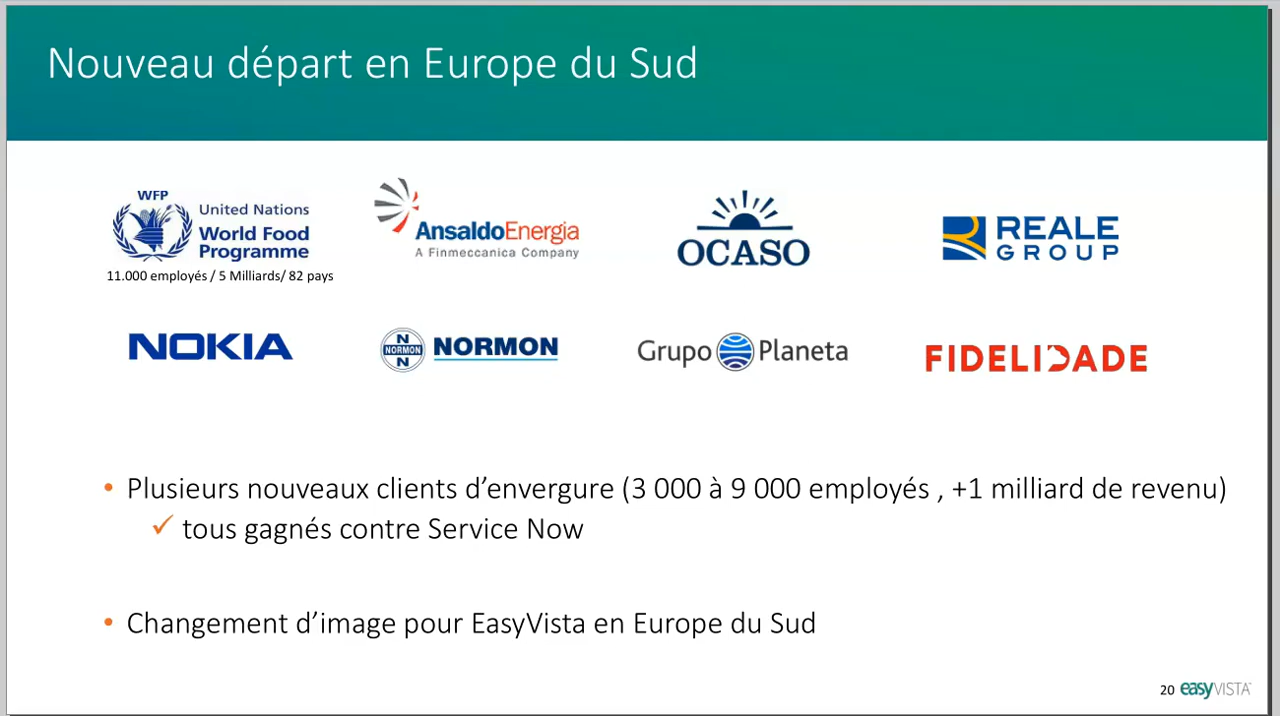 Nouveau départ en Europe du Sud
WFP
United Nations
World Food
Programme
11.000 employés / 5 Milliards/ 82 pays
AnsaldoEnergia
A Finmeccanica Company
OCASO
REALE
GROUP
NOKIA
N
NORMON
N
NORMON
Grupo Planeta
FIDELIDADE
• Plusieurs nouveaux clients d’envergure (3 000 à 9 000 employés , +1 milliard de revenu)
✓ tous gagnés contre Service Now
• Changement d’image pour EasyVista en Europe du Sud
20 easyVISTA™